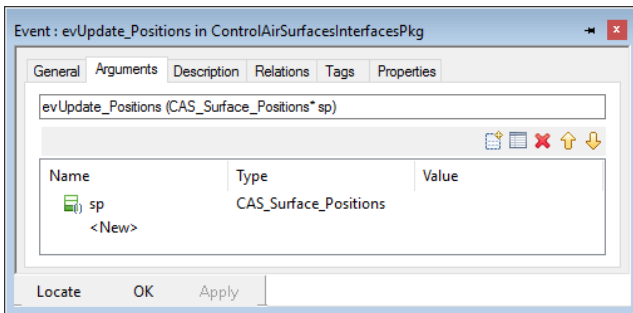 Event : evUpdate_Positions in ControlAirSurfacesInterfacesPkg
General Arguments Description Relations Tags Properties
evUpdate_Positions (CAS_Surface_Positions* sp)
Name Type Value
sp CAS_Surface_Positions
<New>
Locate OK Apply